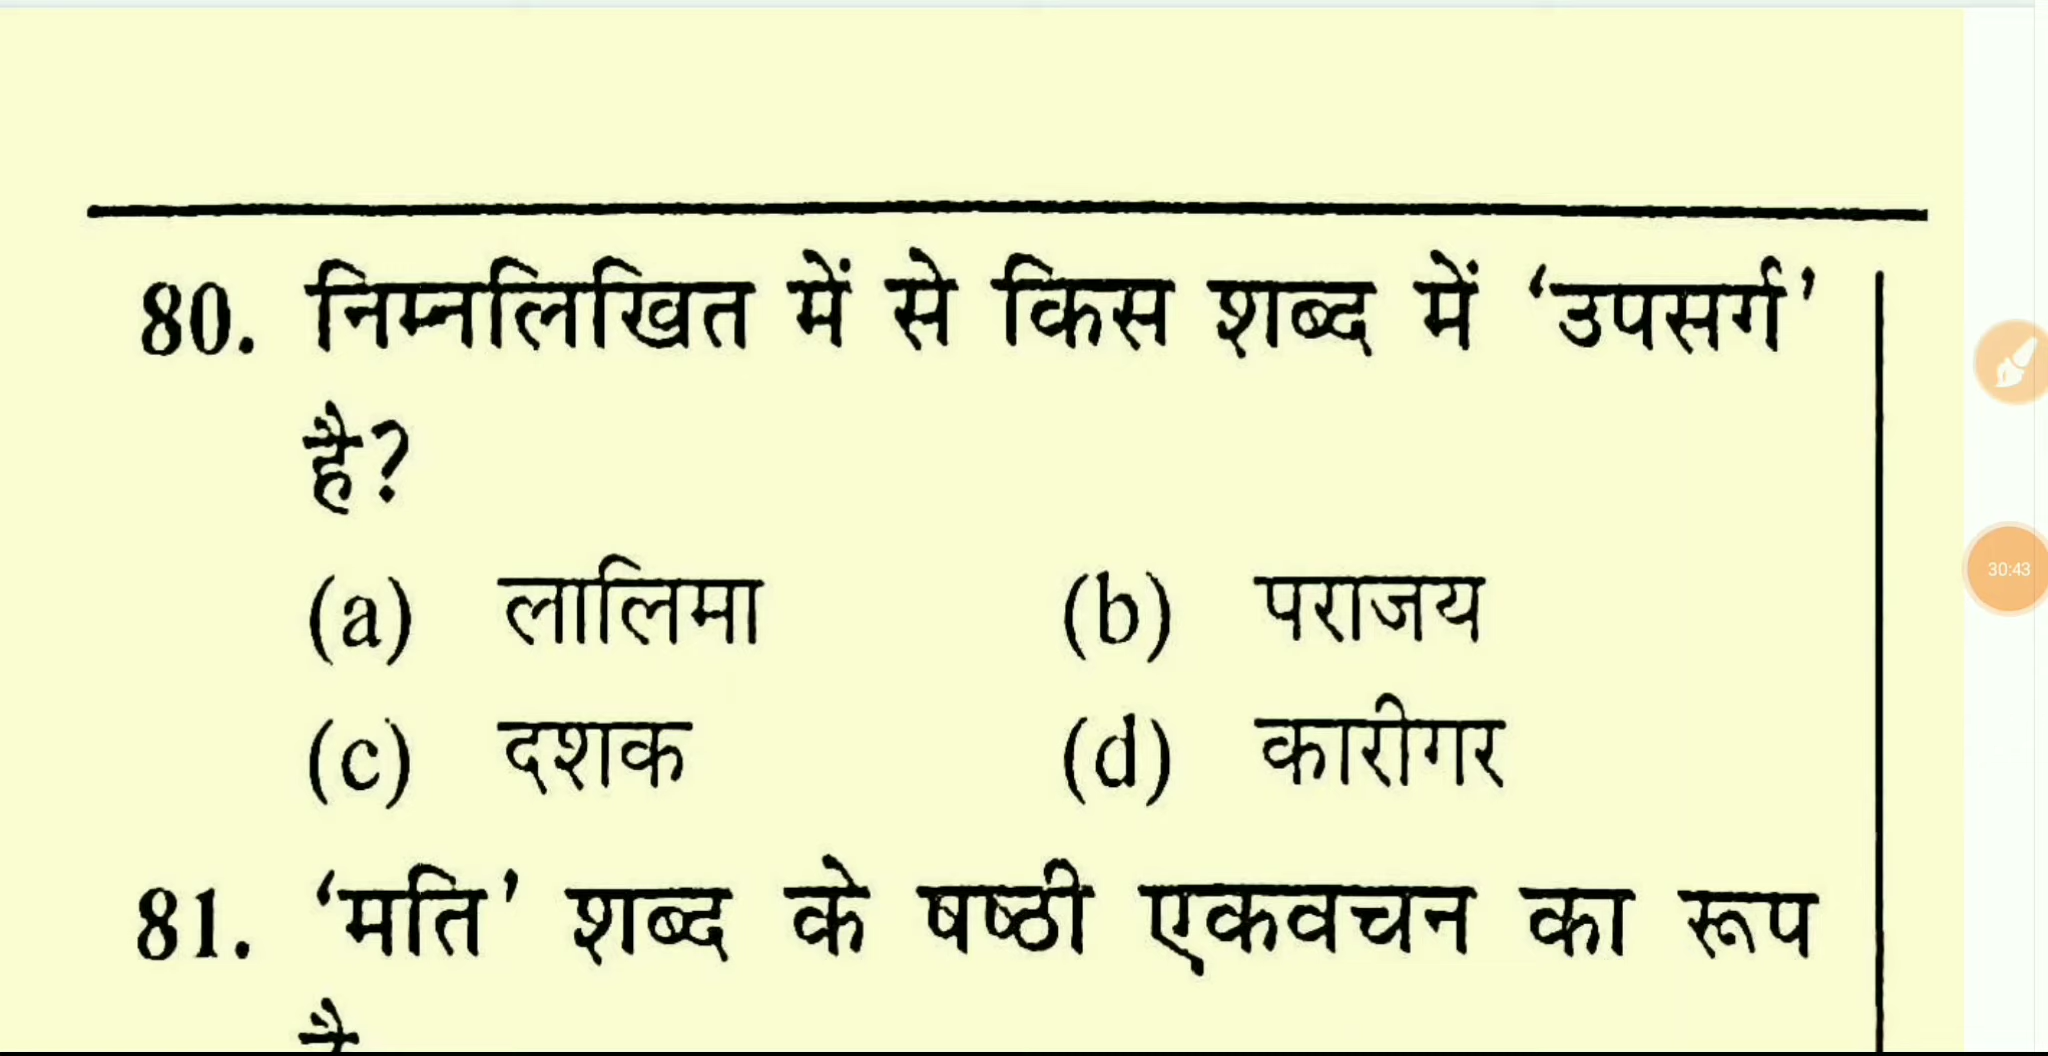 80. निम्नलिखित में से किस शब्द में ‘उपसर्ग’
है?
(a) लालिमा (b) पराजय
(c) दशक (d) कारीगर
81. ‘मति’ शब्द के षष्ठी एकवचन का रूप
30:43